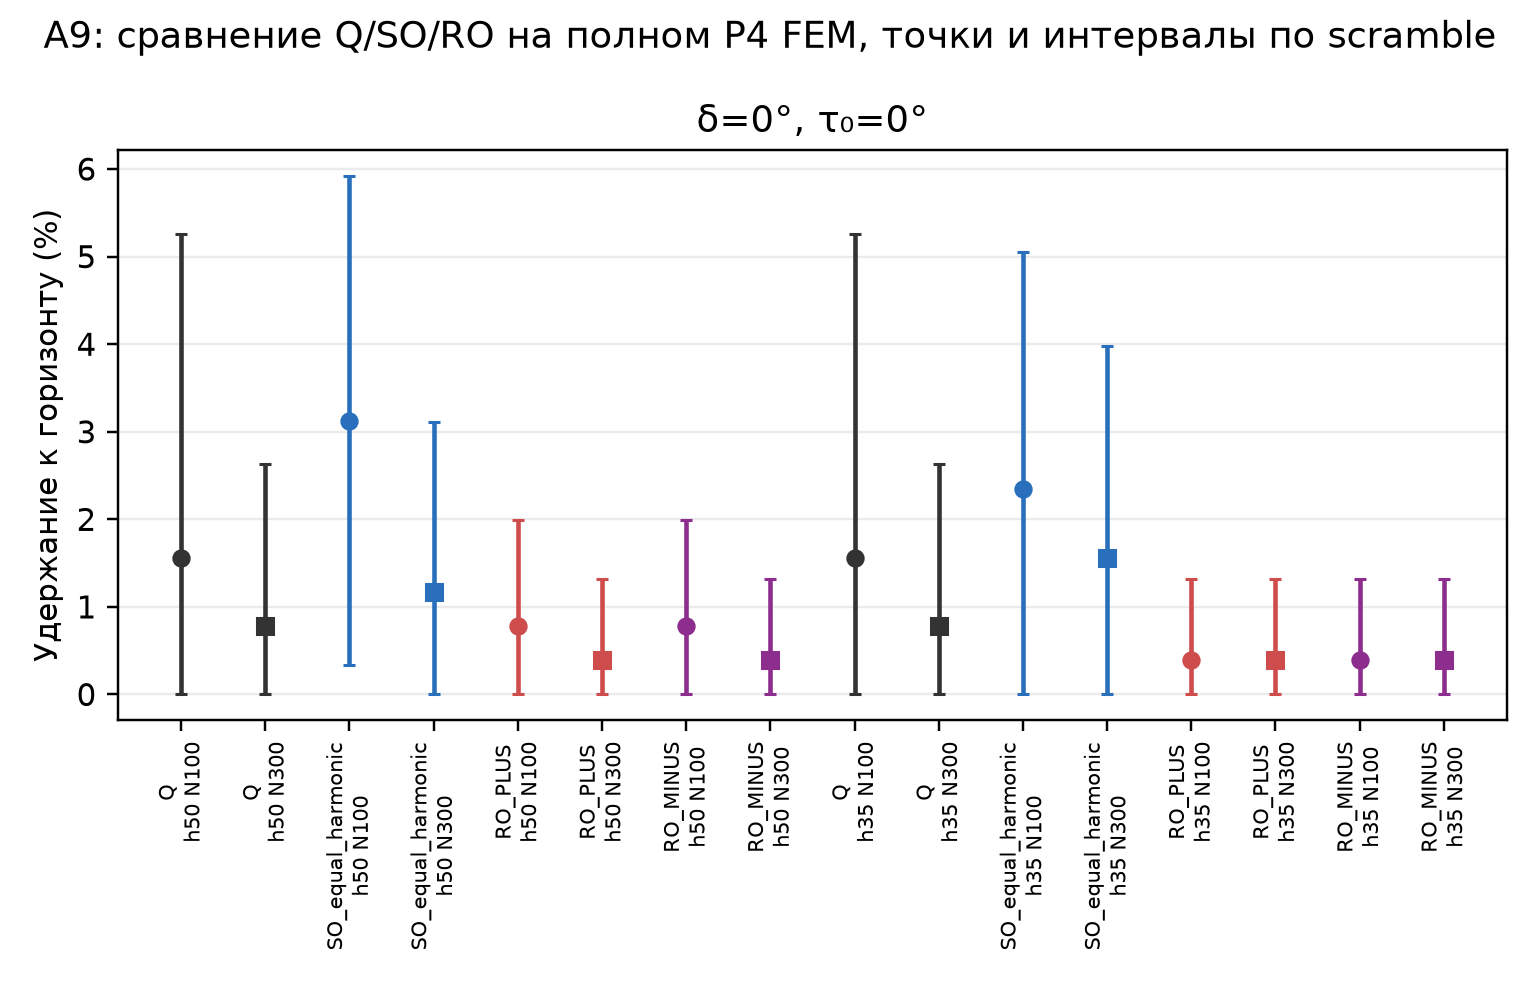 A9: сравнение Q/SO/RO на полном P4 FEM, точки и интервалы по scramble
δ=0°, τ₀=0°
Удержание к горизонту (%)
6
5
4
3
2
1
0
Q
h50 N100
Q
h50 N300
SO_equal_harmonic
h50 N100
SO_equal_harmonic
h50 N300
RO_PLUS
h50 N100
RO_PLUS
h50 N300
RO_MINUS
h50 N100
RO_MINUS
h50 N300
Q
h35 N100
Q
h35 N300
SO_equal_harmonic
h35 N100
SO_equal_harmonic
h35 N300
RO_PLUS
h35 N100
RO_PLUS
h35 N300
RO_MINUS
h35 N100
RO_MINUS
h35 N300